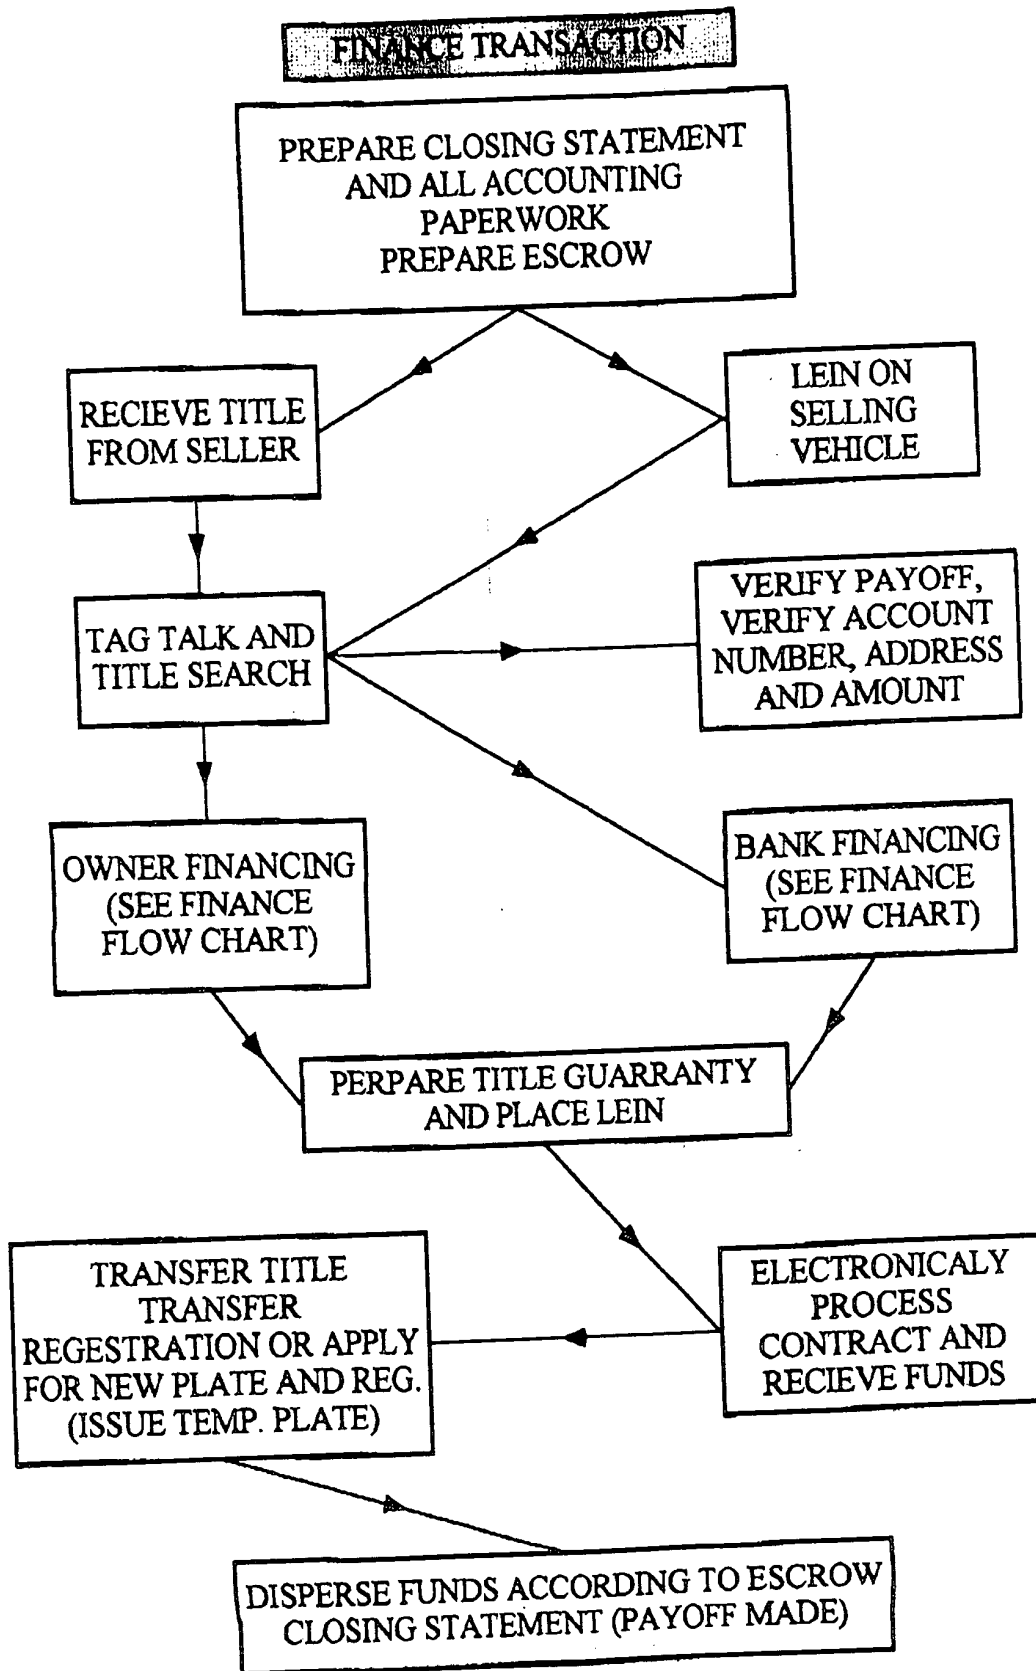 FINANCE TRANSACTION
PREPARE CLOSING STATEMENT
AND ALL ACCOUNTING
PAPERWORK
PREPARE ESCROW
RECIEVE TITLE
FROM SELLER
LEIN ON
SELLING
VEHICLE
TAG TALK AND
TITLE SEARCH
VERIFY PAYOFF,
VERIFY ACCOUNT
NUMBER, ADDRESS
AND AMOUNT
OWNER FINANCING
(SEE FINANCE
FLOW CHART)
BANK FINANCING
(SEE FINANCE
FLOW CHART)
PERPARE TITLE GUARRANTY
AND PLACE LEIN
TRANSFER TITLE
TRANSFER
REGESTRATION OR APPLY
FOR NEW PLATE AND REG.
(ISSUE TEMP. PLATE)
ELECTRONICALY
PROCESS
CONTRACT AND
RECIEVE FUNDS
DISPERSE FUNDS ACCORDING TO ESCROW
CLOSING STATEMENT (PAYOFF MADE)